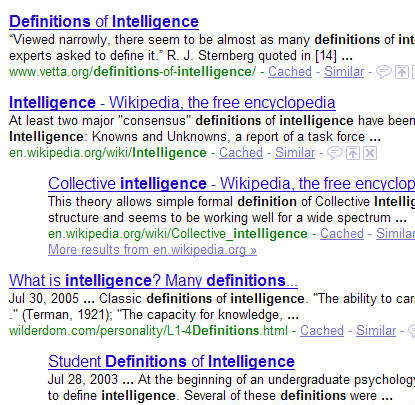 Definitions of Intelligence
"Viewed narrowly, there seem to be almost as many definitions of int
experts asked to define it." R. J. Sternberg quoted in [14] ...
www.vetta.org/definitions-of-intelligence/ - Cached - Similar -
Intelligence - Wikipedia, the free encyclopedia
At least two major "consensus" definitions of intelligence have been
Intelligence: Knowns and Unknowns, a report of a task force ...
en.wikipedia.org/wiki/Intelligence - Cached - Similar -
Collective intelligence - Wikipedia, the free encyclop
This theory allows simple formal definition of Collective Intellig
structure and seems to be working well for a wide spectrum ...
en.wikipedia.org/wiki/Collective_intelligence - Cached - Similar
More results from en.wikipedia.org »
What is intelligence? Many definitions...
Jul 30, 2005 ... Classic definitions of intelligence. "The ability to car
." (Terman, 1921); "The capacity for knowledge, ...
wilderdom.com/personality/L1-4Definitions.html - Cached - Similar -
Student Definitions of Intelligence
Jul 28, 2003 ... At the beginning of an undergraduate psycholog
to define intelligence. Several of these definitions were ...